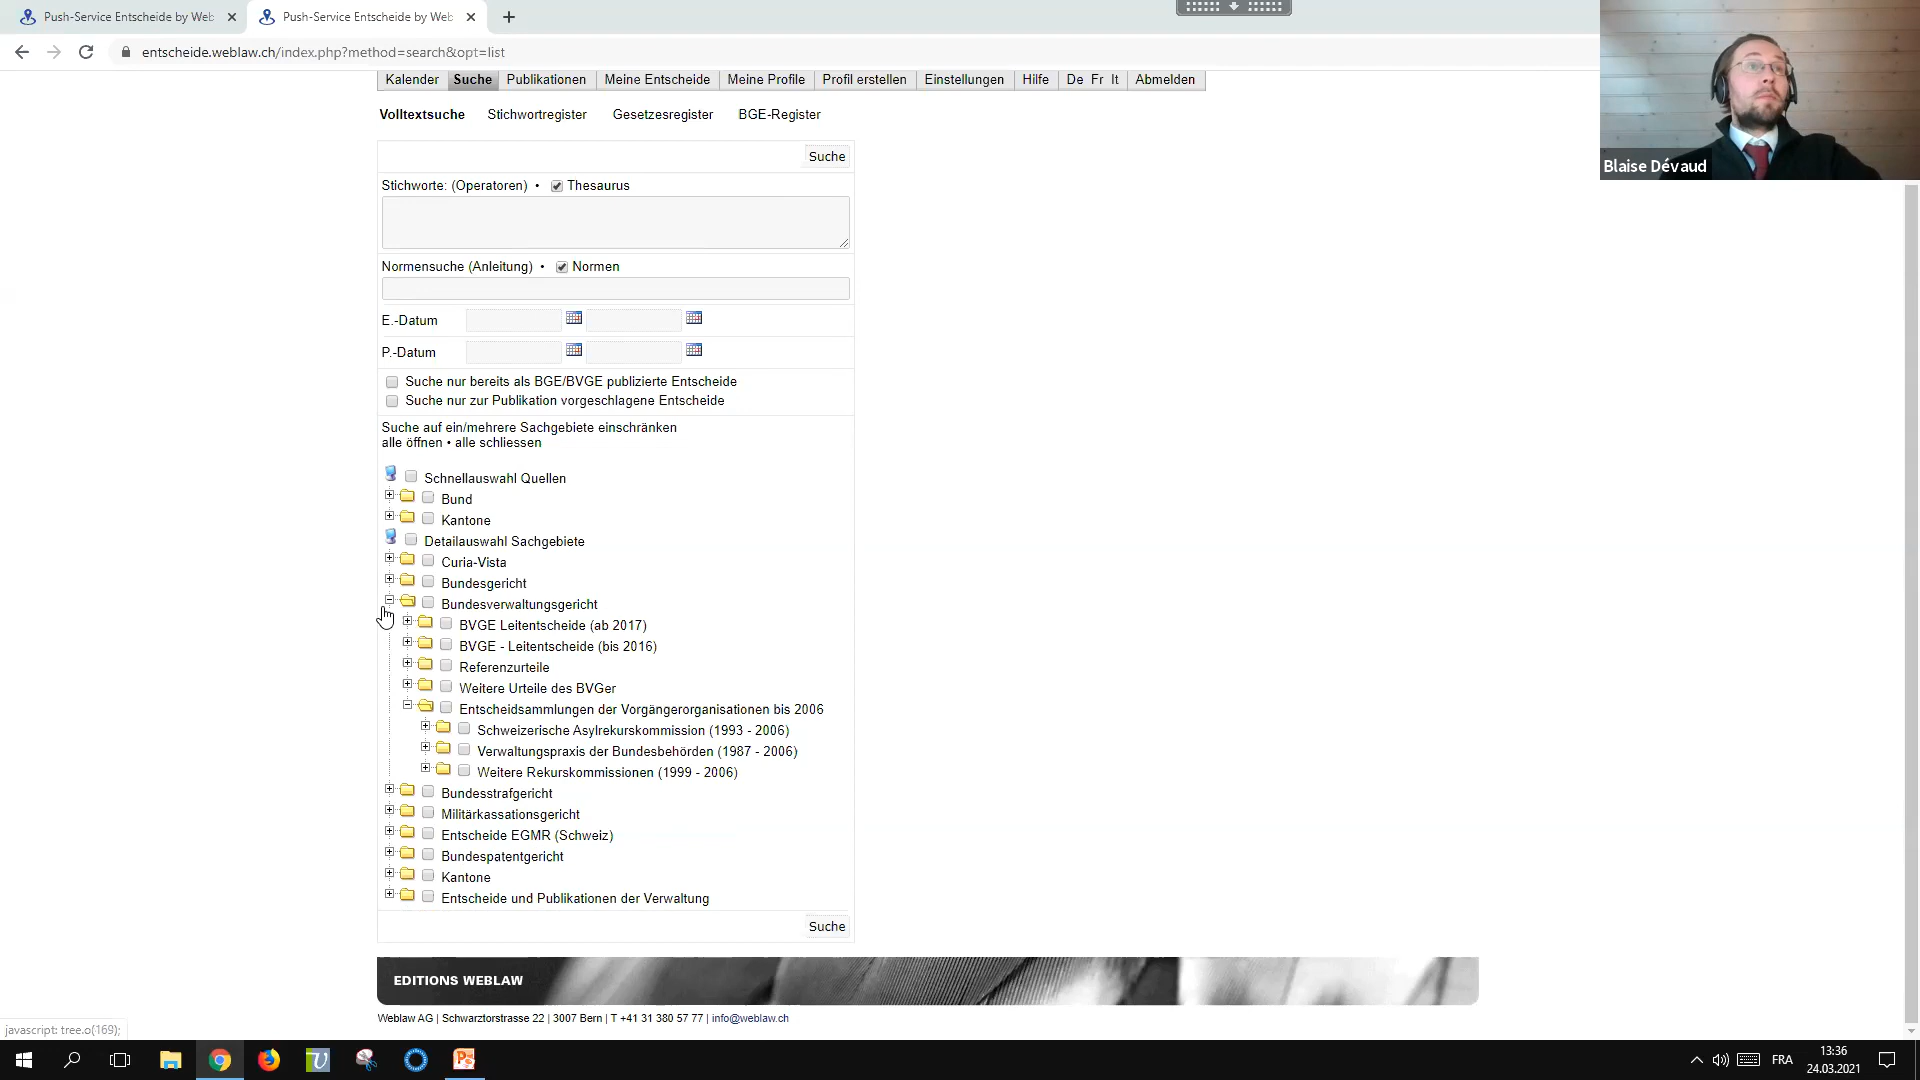 Push-Service Entscheide by Web
Push-Service Entscheide by Web
entscheide.weblaw.ch/index.php?method=search&opt=list
Kalender Suche Publikationen Meine Entscheide Meine Profile Profil erstellen Einstellungen Hilfe De Fr It Abmelden
Volltextsuche Stichwortregister Gesetzesregister BGE-Register
Suche
Stichworte: (Operatoren) • Thesaurus
Normensuche (Anleitung) • Normen
E.-Datum
P.-Datum
Suche nur bereits als BGE/BVGE publizierte Entscheide
Suche nur zur Publikation vorgeschlagene Entscheide
Suche auf ein/mehrere Sachgebiete einschränken
alle öffnen • alle schliessen
Schnellauswahl Quellen
Bund
Kantone
Detailauswahl Sachgebiete
Curia-Vista
Bundesgericht
Bundesverwaltungsgericht
BVGE Leitentscheide (ab 2017)
BVGE - Leitentscheide (bis 2016)
Referenzurteile
Weitere Urteile des BVGer
Entscheidsammlungen der Vorgängerorganisationen bis 2006
Schweizerische Asylrekurskommission (1993 - 2006)
Verwaltungspraxis der Bundesbehörden (1987 - 2006)
Weitere Rekurskommissionen (1999 - 2006)
Bundesstrafgericht
Militärkassationsgericht
Entscheide EGMR (Schweiz)
Bundespatentgericht
Kantone
Entscheide und Publikationen der Verwaltung
Suche
EDITIONS WEBLAW
Weblaw AG | Schwarztorstrasse 22 | 3007 Bern | T +41 31 380 57 77 | info@weblaw.ch
javascript: tree.o(169);
Blaise Dévaud
FRA
13:36
24.03.2021